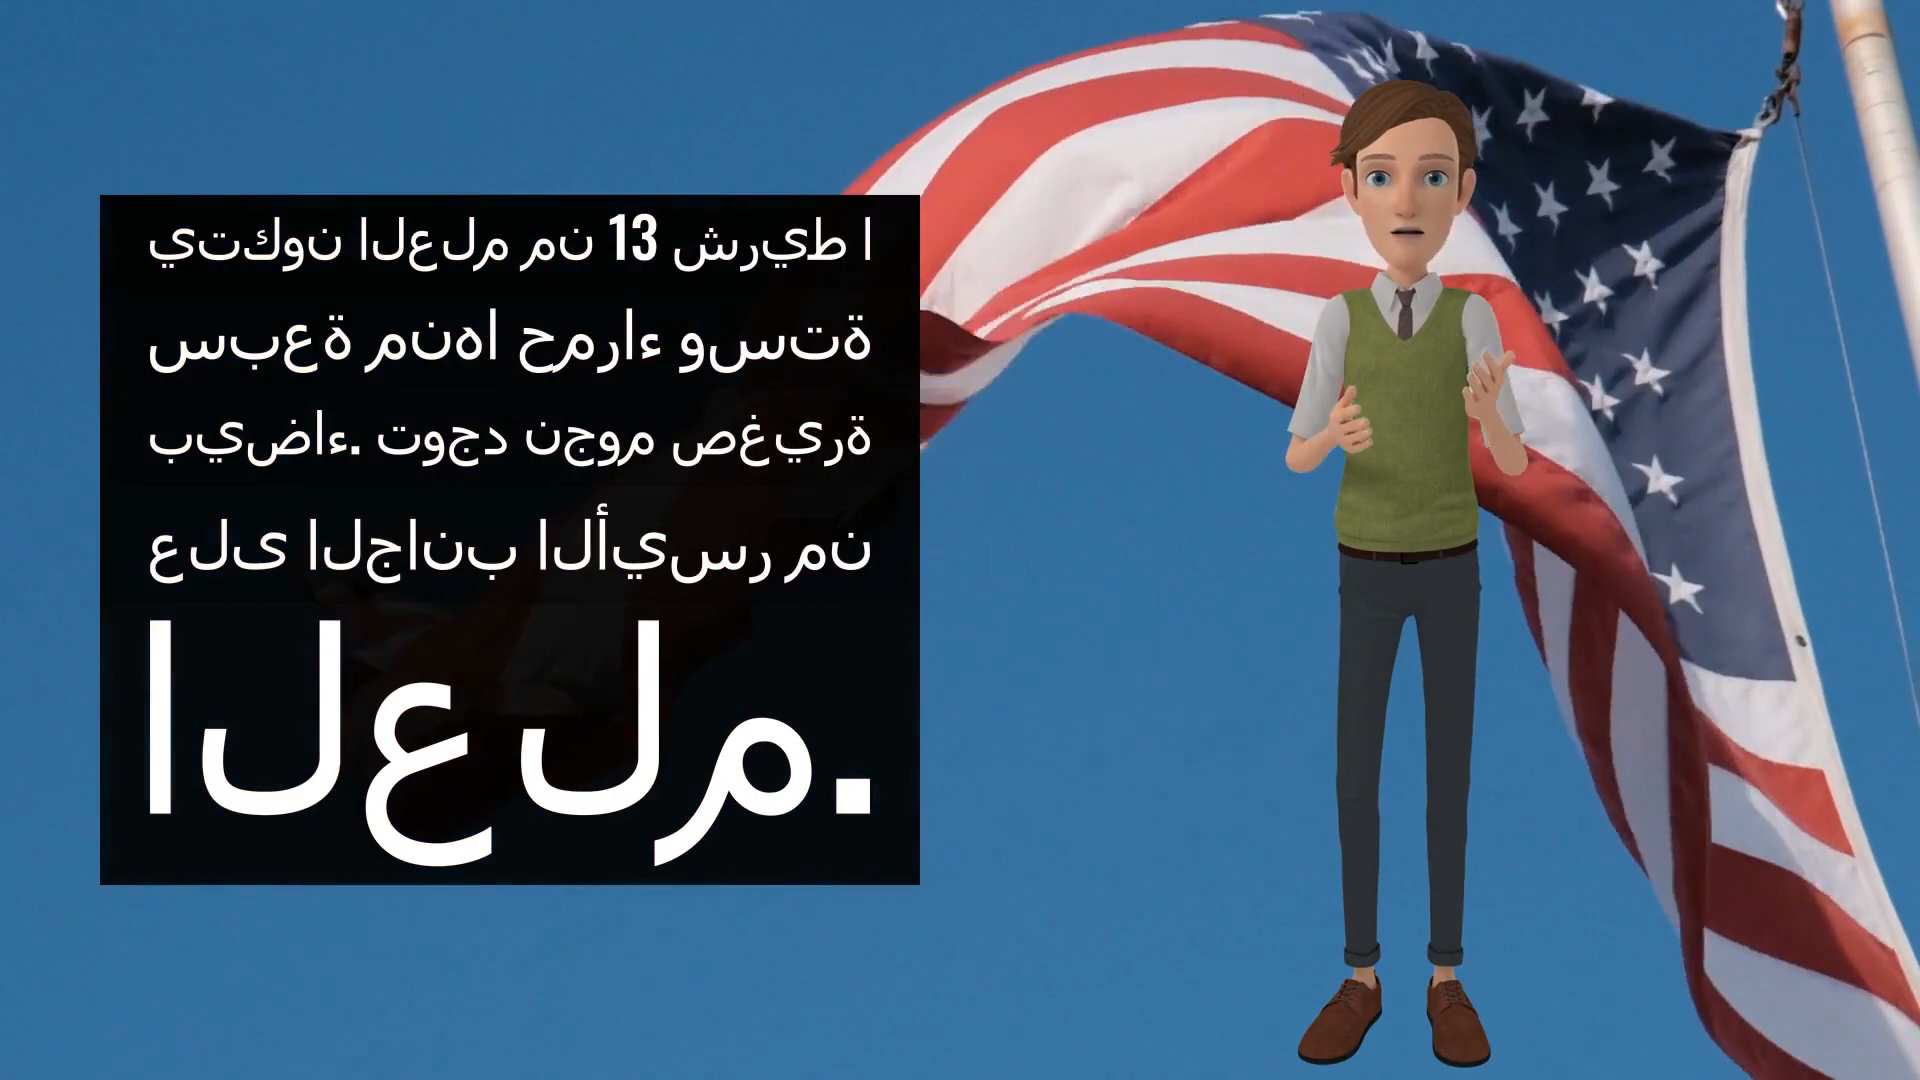 يتكون العلم من 13 شريط ا
سبعة منها حمراء وستة
بيضاء. توجد نجوم صغيرة
على الجانب الأيسر من
العلم.